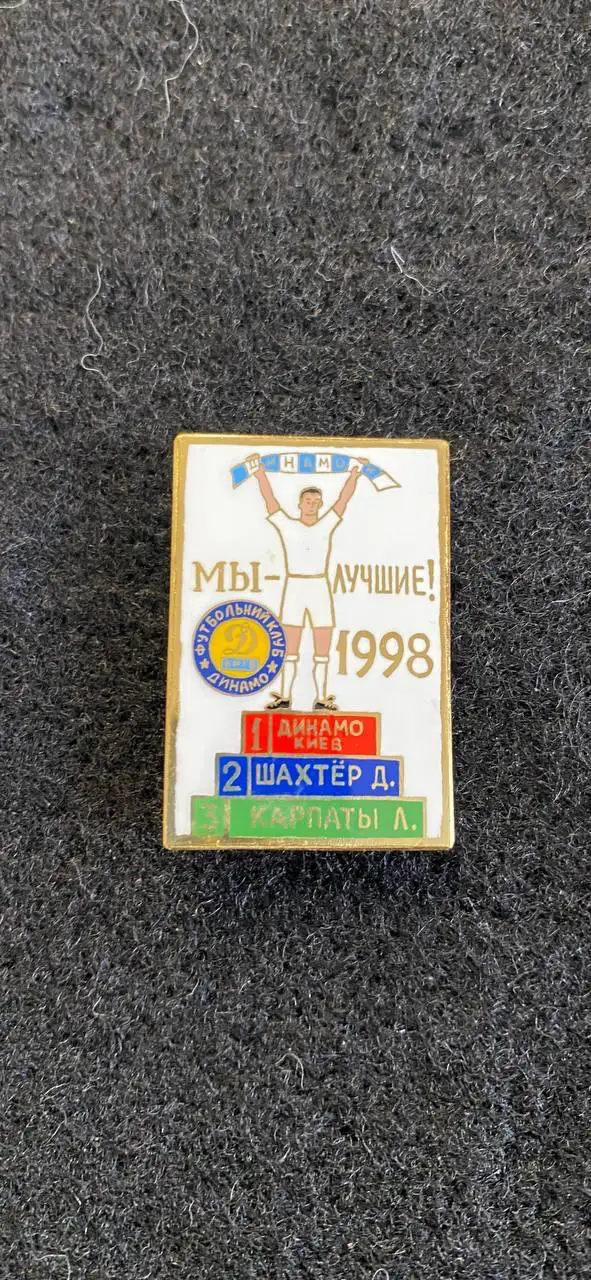 ДИНАМО
МЫ-
ЛУЧШИЕ!
ФУТБОЛЬНИЙ КЛУБ
ДИНАМО
Д
1998
1 ДИНАМО
КИЕВ
2 ШАХТЁР Д.
3 КАРПАТЫ Л.